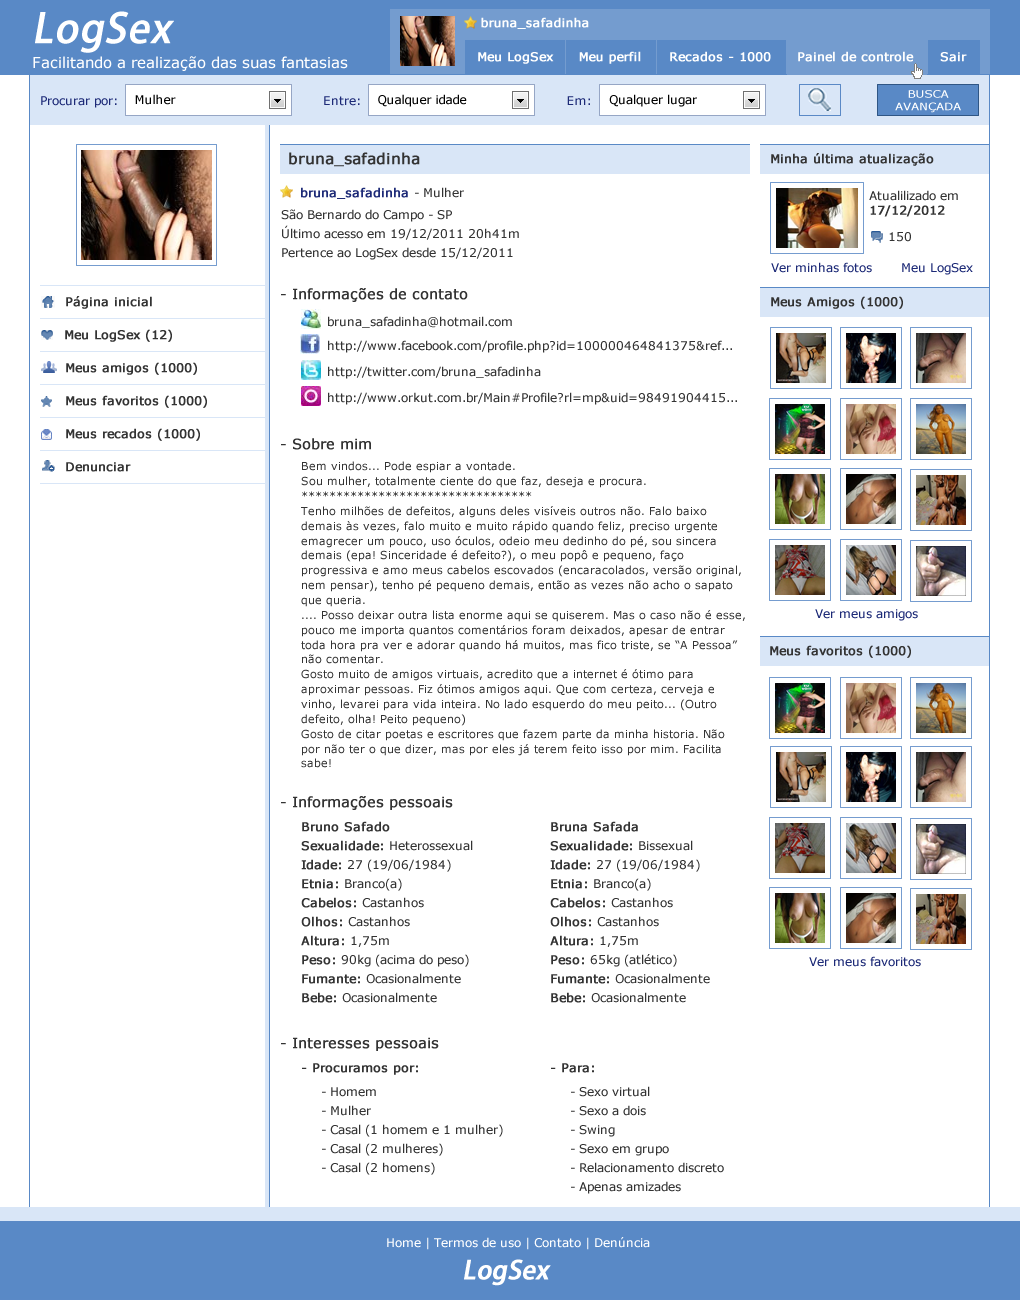 LogSex
Facilitando a realização das suas fantasias
bruna_safadinha
Meu LogSex
Meu perfil
Recados - 1000
Painel de controle
Sair
Procurar por:
Mulher
Entre:
Qualquer idade
Em:
Qualquer lugar
BUSCA
AVANÇADA
Página inicial
Meu LogSex (12)
Meus amigos (1000)
Meus favoritos (1000)
Meus recados (1000)
Denunciar
bruna_safadinha
bruna_safadinha - Mulher
São Bernardo do Campo - SP
Último acesso em 19/12/2011 20h41m
Pertence ao LogSex desde 15/12/2011
- Informações de contato
bruna_safadinha@hotmail.com
http://www.facebook.com/profile.php?id=100000464841375&ref...
http://twitter.com/bruna_safadinha
http://www.orkut.com.br/Main#Profile?rl=mp&uid=98491904415...
- Sobre mim
Bem vindos... Pode espiar a vontade.
Sou mulher, totalmente ciente do que faz, deseja e procura.
*********************************
Tenho milhões de defeitos, alguns deles visíveis outros não. Falo baixo
demais às vezes, falo muito e muito rápido quando feliz, preciso urgente
emagrecer um pouco, uso óculos, odeio meu dedinho do pé, sou sincera
demais (epa! Sinceridade é defeito?), o meu popô e pequeno, faço
progressiva e amo meus cabelos escovados (encaracolados, versão original,
nem pensar), tenho pé pequeno demais, então as vezes não acho o sapato
que queria.
.... Posso deixar outra lista enorme aqui se quiserem. Mas o caso não é esse,
pouco me importa quantos comentários foram deixados, apesar de entrar
toda hora pra ver e adorar quando há muitos, mas fico triste, se “A Pessoa”
não comentar.
Gosto muito de amigos virtuais, acredito que a internet é ótimo para
aproximar pessoas. Fiz ótimos amigos aqui. Que com certeza, cerveja e
vinho, levarei para vida inteira. No lado esquerdo do meu peito... (Outro
defeito, olha! Peito pequeno)
Gosto de citar poetas e escritores que fazem parte da minha historia. Não
por não ter o que dizer, mas por eles já terem feito isso por mim. Facilita
sabe!
- Informações pessoais
Bruno Safado
Sexualidade: Heterossexual
Idade: 27 (19/06/1984)
Etnia: Branco(a)
Cabelos: Castanhos
Olhos: Castanhos
Altura: 1,75m
Peso: 90kg (acima do peso)
Fumante: Ocasionalmente
Bebe: Ocasionalmente
Bruna Safada
Sexualidade: Bissexual
Idade: 27 (19/06/1984)
Etnia: Branco(a)
Cabelos: Castanhos
Olhos: Castanhos
Altura: 1,75m
Peso: 65kg (atlético)
Fumante: Ocasionalmente
Bebe: Ocasionalmente
- Interesses pessoais
- Procuramos por:
- Homem
- Mulher
- Casal (1 homem e 1 mulher)
- Casal (2 mulheres)
- Casal (2 homens)
- Para:
- Sexo virtual
- Sexo a dois
- Swing
- Sexo em grupo
- Relacionamento discreto
- Apenas amizades
Minha última atualização
Atualilizado em
17/12/2012
150
Ver minhas fotos
Meu LogSex
Meus Amigos (1000)
Ver meus amigos
Meus favoritos (1000)
Ver meus favoritos
Home | Termos de uso | Contato | Denúncia
LogSex